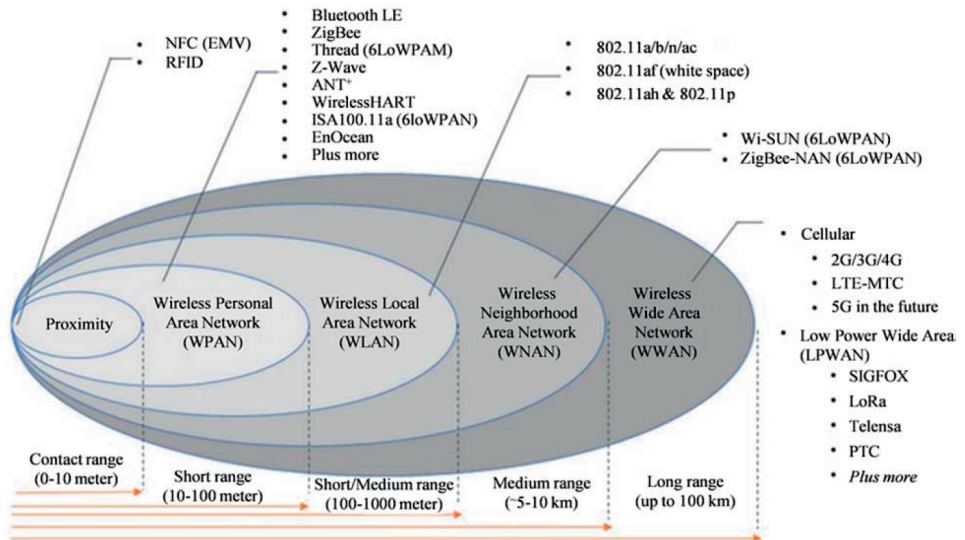 NFC (EMV)
RFID
Bluetooth LE
ZigBee
Thread (6LoWPAM)
Z-Wave
ANT⁺
WirelessHART
ISA100.11a (6loWPAN)
EnOcean
Plus more
802.11a/b/n/ac
802.11af (white space)
802.11ah & 802.11p
Wi-SUN (6LoWPAN)
ZigBee-NAN (6LoWPAN)
Cellular
2G/3G/4G
LTE-MTC
5G in the future
Low Power Wide Area
(LPWAN)
SIGFOX
LoRa
Telensa
PTC
Plus more
Proximity
Wireless Personal
Area Network
(WPAN)
Wireless Local
Area Network
(WLAN)
Wireless
Neighborhood
Area Network
(WNAN)
Wireless
Wide Area
Network
(WWAN)
Contact range
(0-10 meter)
Short range
(10-100 meter)
Short/Medium range
(100-1000 meter)
Medium range
(~5-10 km)
Long range
(up to 100 km)